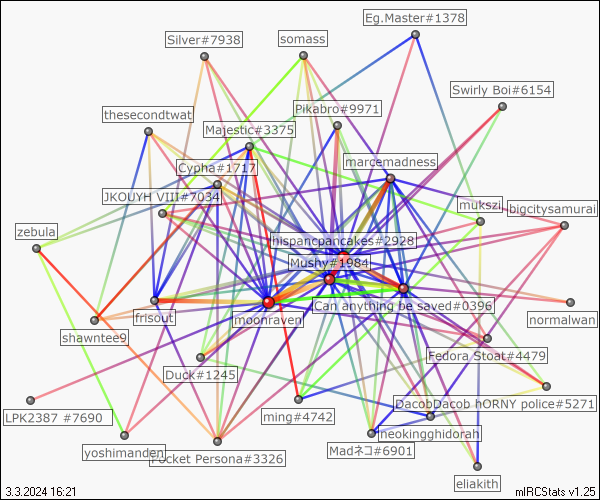 Eg.Master#1378
Silver#7938
somass
Swirly Boi#6154
Pikabro#9971
thesecondtwat
Majestic#3375
marcemadness
Cypha#1717
JKOUYH VIII#7034
mukszi
bigcitysamurai
zebula
hispancpancakes#2928
Mushy#1984
Can anything be saved#0396
moonraven
frisout
normalwan
shawntee9
Fedora Stoat#4479
Duck#1245
DacobDacob hORNY police#5271
LPK2387 #7690
ming#4742
neokingghidorah
yoshimanden
Pocket Persona#3326
Madネコ#6901
eliakith
3.3.2024 16:21
mIRCStats v1.25